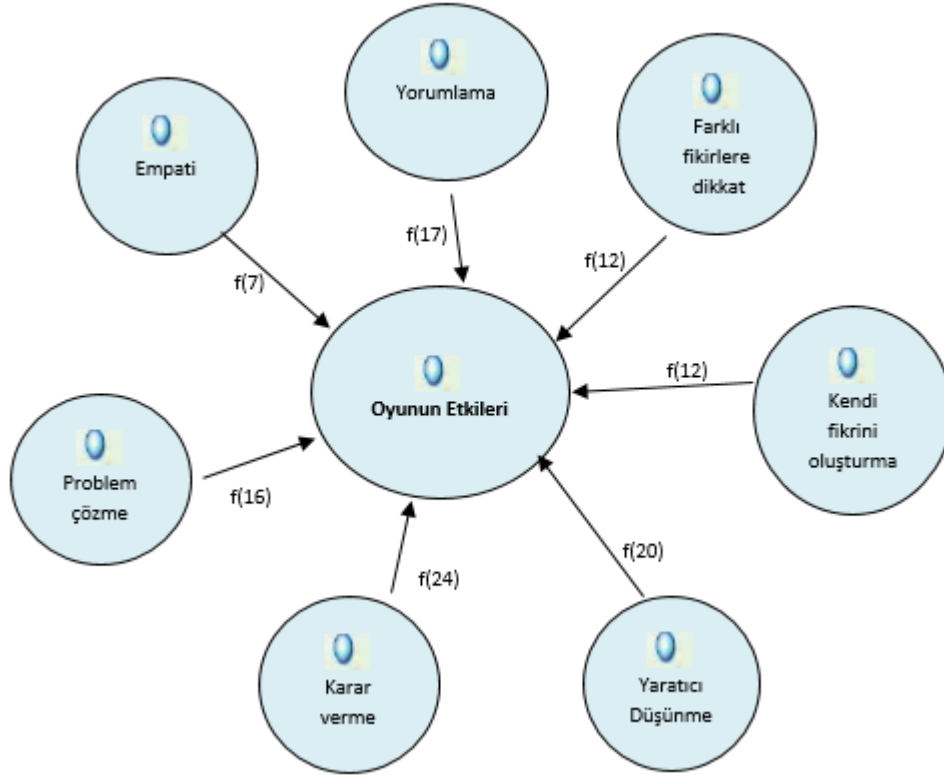 Yorumlama
Farklı
fikirlere
dikkat
Empati
f(17)
f(12)
f(7)
Oyunun Etkileri
f(12)
Kendi
fikrini
oluşturma
Problem
çözme
f(16)
f(24)
f(20)
Karar
verme
Yaratıcı
Düşünme